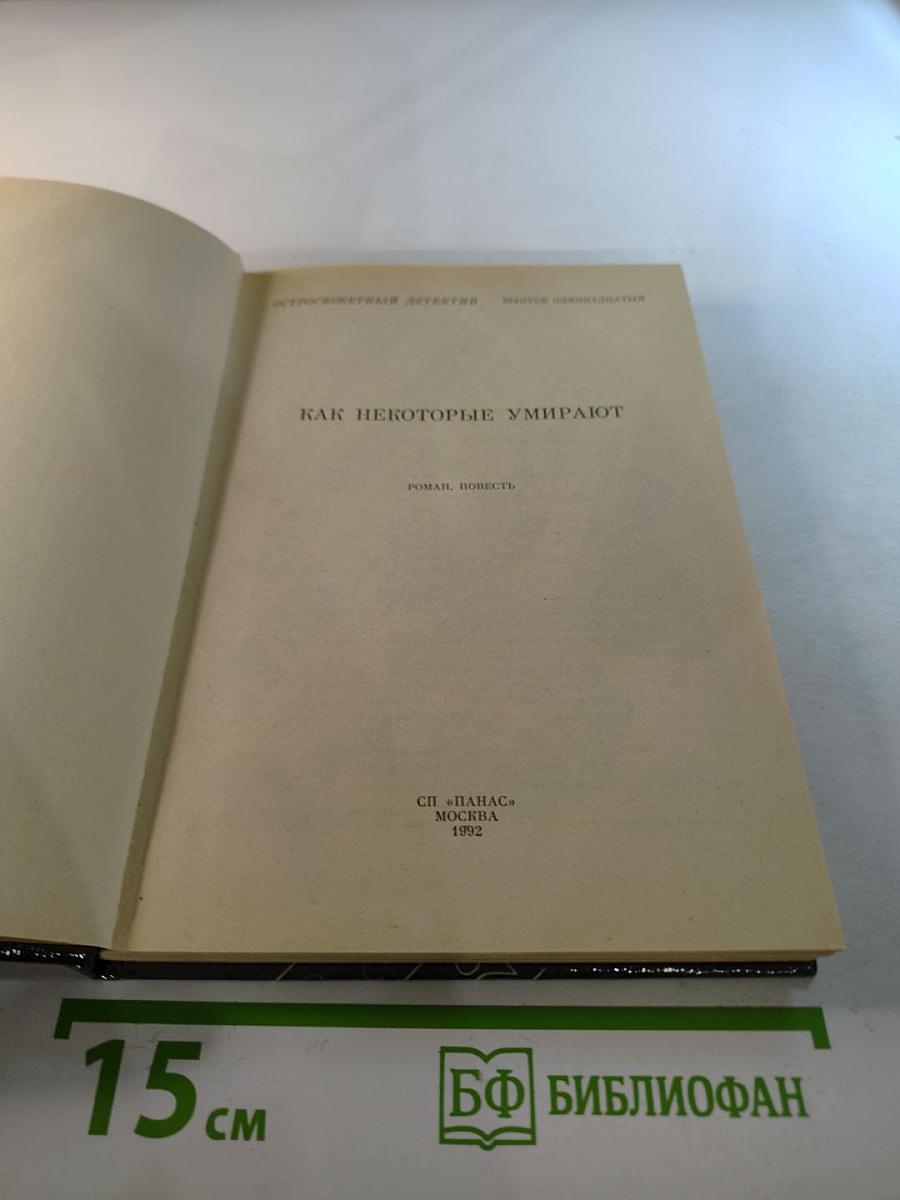 ОСТРОСЮЖЕТНЫЙ ДЕТЕКТИВ ВЫПУСК ОДИННАДЦАТЫЙ
КАК НЕКОТОРЫЕ УМИРАЮТ
РОМАН, ПОВЕСТЬ
СП «ПАНАС»
МОСКВА
1992
15 см
БФ БИБЛИОФАН